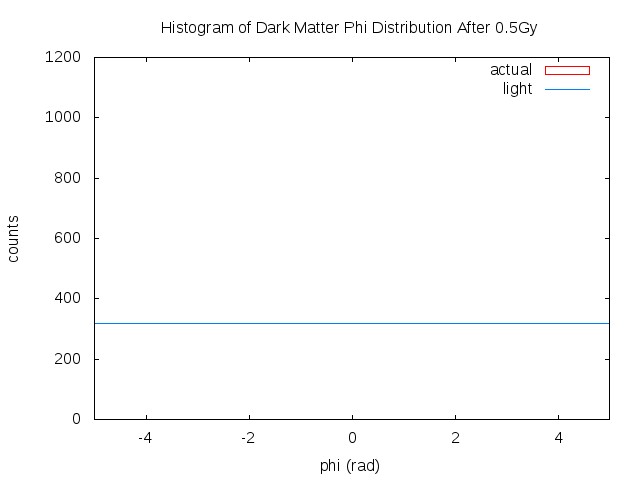 Histogram of Dark Matter Phi Distribution After 0.5Gy
actual
light
1200
1000
800
600
400
200
0
counts
-4
-2
0
2
4
phi (rad)